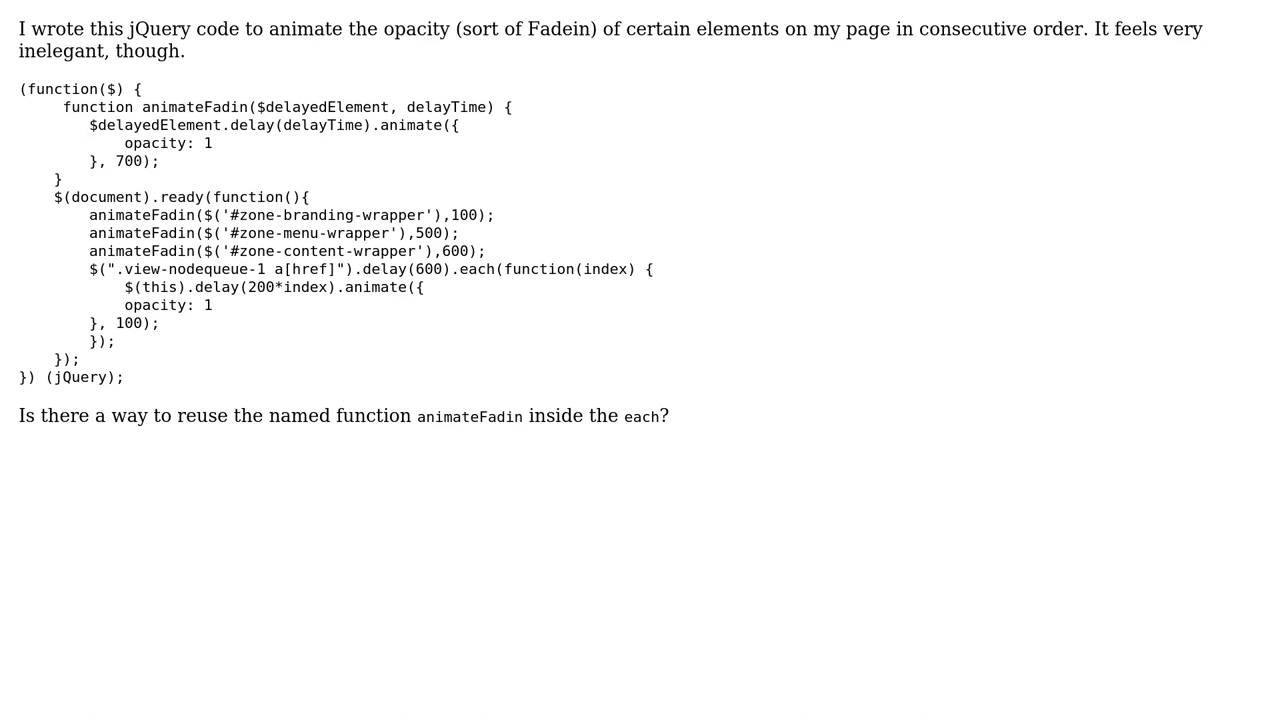 I wrote this jQuery code to animate the opacity (sort of Fadein) of certain elements on my page in consecutive order. It feels very
inelegant, though.
(function($) {
     function animateFadin($delayedElement, delayTime) {
        $delayedElement.delay(delayTime).animate({
            opacity: 1
        }, 700);
    }
    $(document).ready(function(){
        animateFadin($('#zone-branding-wrapper'),100);
        animateFadin($('#zone-menu-wrapper'),500);
        animateFadin($('#zone-content-wrapper'),600);
        $(".view-nodequeue-1 a[href]").delay(600).each(function(index) {
            $(this).delay(200*index).animate({
            opacity: 1
        }, 100);
        });
    });
}) (jQuery);
Is there a way to reuse the named function animateFadin inside the each?